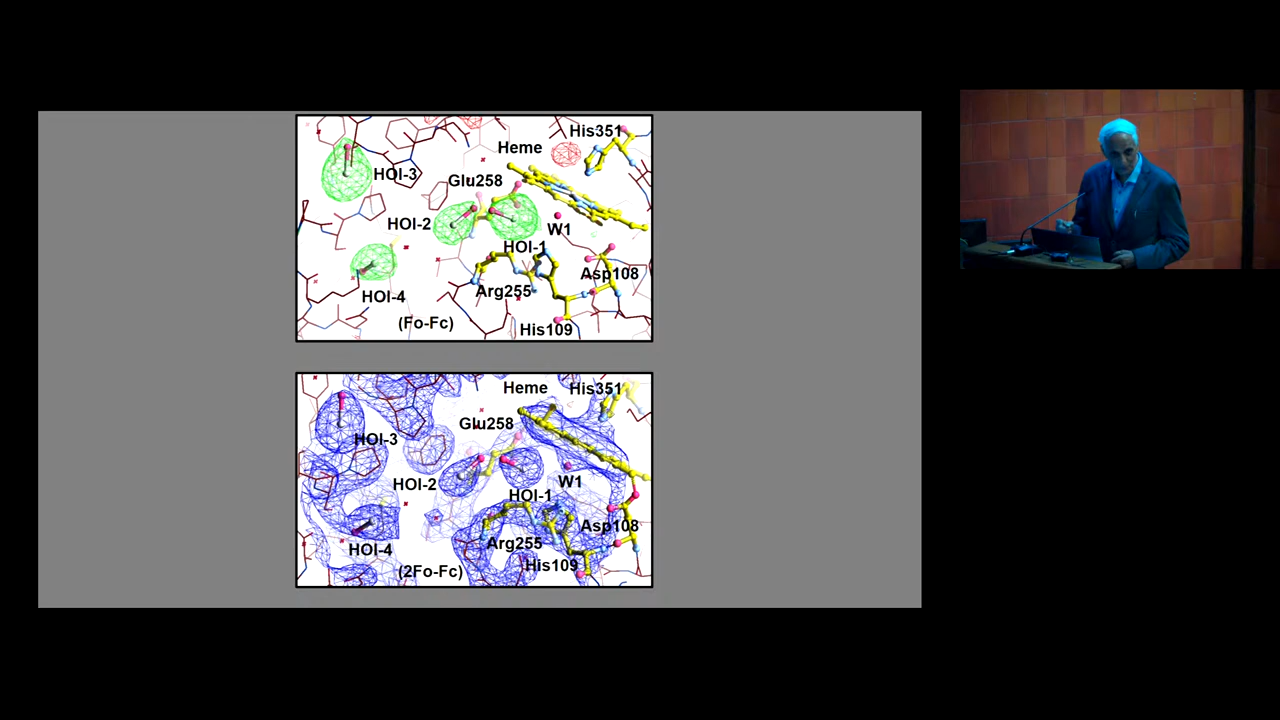 His351
Heme
HOI-3
Glu258
HOI-2
W1
HOI-1
Asp108
Arg255
HOI-4
(Fo-Fc)
His109
Heme
His351
Glu258
HOI-3
HOI-2
W1
HOI-1
Asp108
Arg255
HOI-4
His109
(2Fo-Fc)